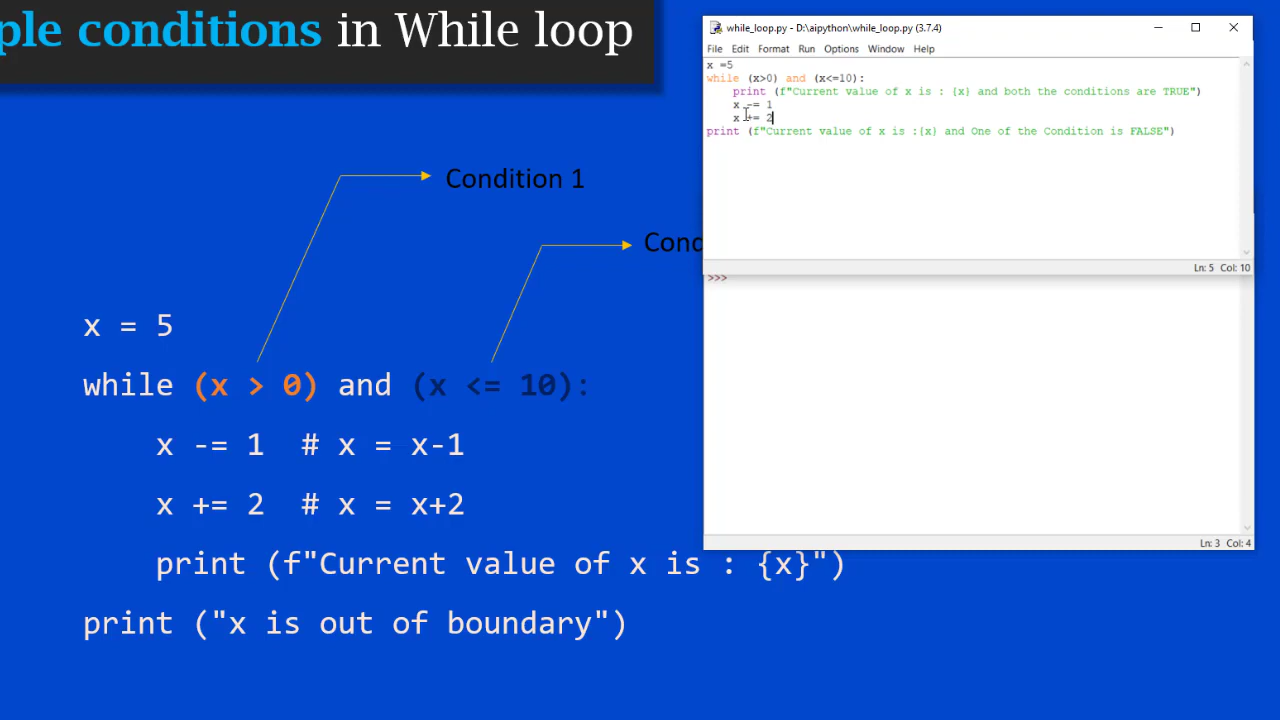 ple conditions in While loop
while_loop.py - D:\aipython\while_loop.py (3.7.4)
File Edit Format Run Options Window Help
x =5
while (x>0) and (x<=10):
print (f"Current value of x is : {x} and both the conditions are TRUE")
x -= 1
x += 2
print (f"Current value of x is :{x} and One of the Condition is FALSE")
Ln: 5 Col: 10
>>>
Ln: 3 Col: 4
Condition 1
Cond
x = 5
while (x > 0) and (x <= 10):
x -= 1 # x = x-1
x += 2 # x = x+2
print (f"Current value of x is : {x}")
print ("x is out of boundary")